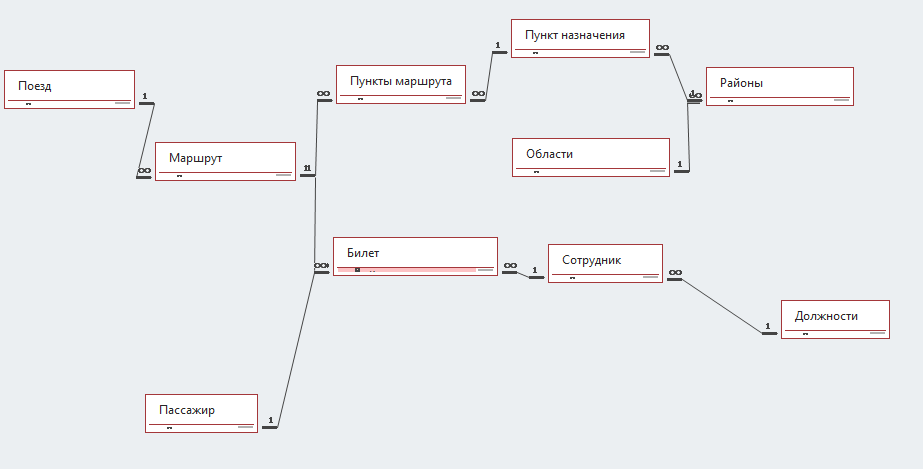 Пункт назначения
Поезд
Пункты маршрута
Районы
Маршрут
Области
Билет
Сотрудник
Должности
Пассажир